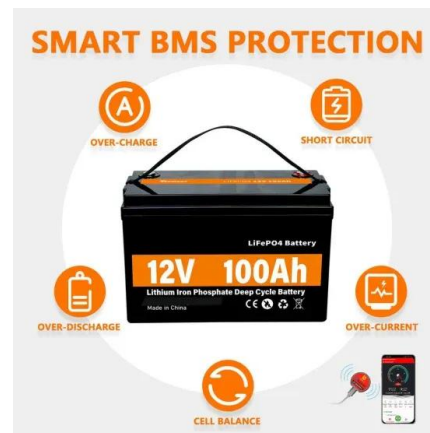 SMART BMS PROTECTION
A
OVER-CHARGE
SHORT CIRCUIT
LiFePO4 Battery
12V 100Ah
Lithium Iron Phosphate Deep Cycle Battery
Made in China
CE
OVER-DISCHARGE
OVER-CURRENT
CELL BALANCE